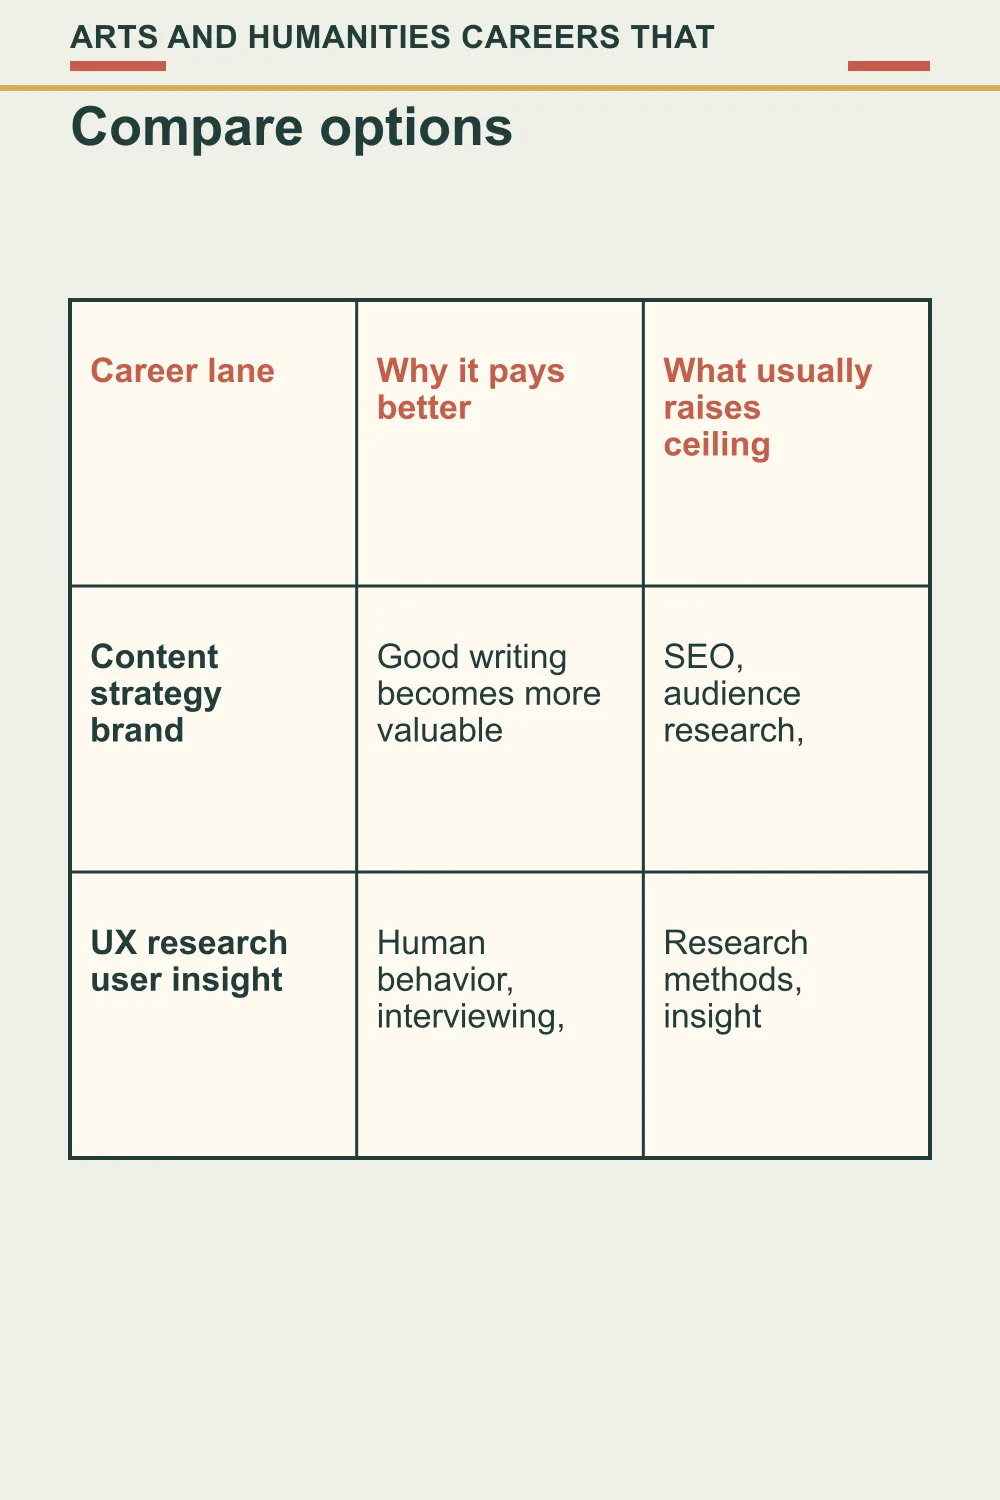 ARTS AND HUMANITIES CAREERS THAT
Compare options
Career lane
Why it pays
better
What usually
raises
ceiling
Content
strategy
brand
Good writing
becomes more
valuable
SEO,
audience
research,
UX research
user insight
Human
behavior,
interviewing,
Research
methods,
insight